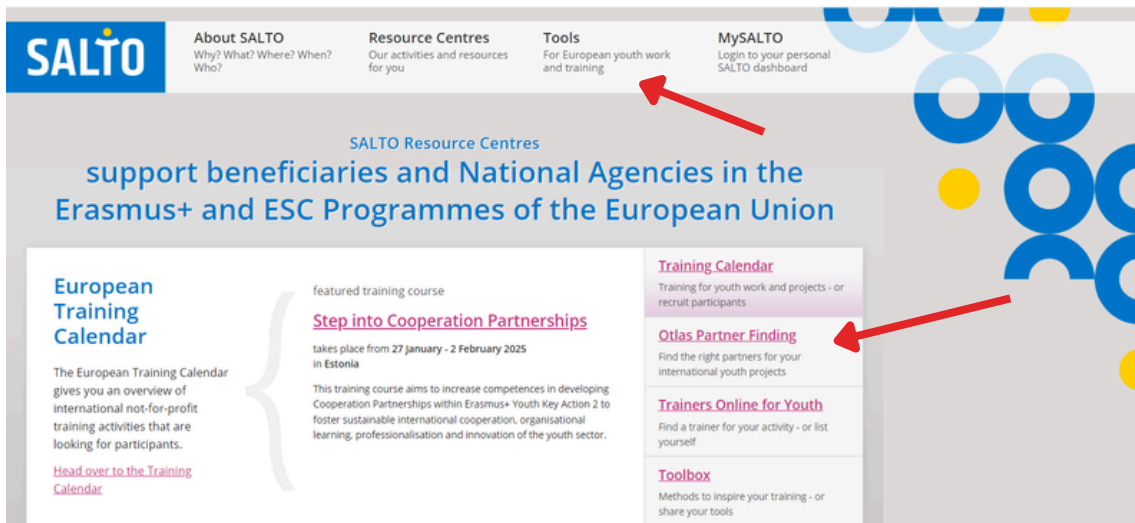 SALTO
About SALTO
Why? What? Where? When?
Who?
Resource Centres
Our activities and resources
for you
Tools
For European youth work
and training
MySALTO
Login to your personal
SALTO dashboard
SALTO Resource Centres
support beneficiaries and National Agencies in the
Erasmus+ and ESC Programmes of the European Union
European
Training
Calendar
The European Training Calendar
gives you an overview of
international not-for-profit
training activities that are
looking for participants.
Head over to the Training
Calendar
featured training course
Step into Cooperation Partnerships
takes place from 27 January - 2 February 2025
in Estonia
This training course aims to increase competences in developing
Cooperation Partnerships within Erasmus+ Youth Key Action 2 to
foster sustainable international cooperation, organisational
learning, professionalisation and innovation of the youth sector.
Training Calendar
Training for youth work and projects - or
recruit participants
Otlas Partner Finding
Find the right partners for your
international youth projects
Trainers Online for Youth
Find a trainer for your activity - or list
yourself
Toolbox
Methods to inspire your training - or
share your tools